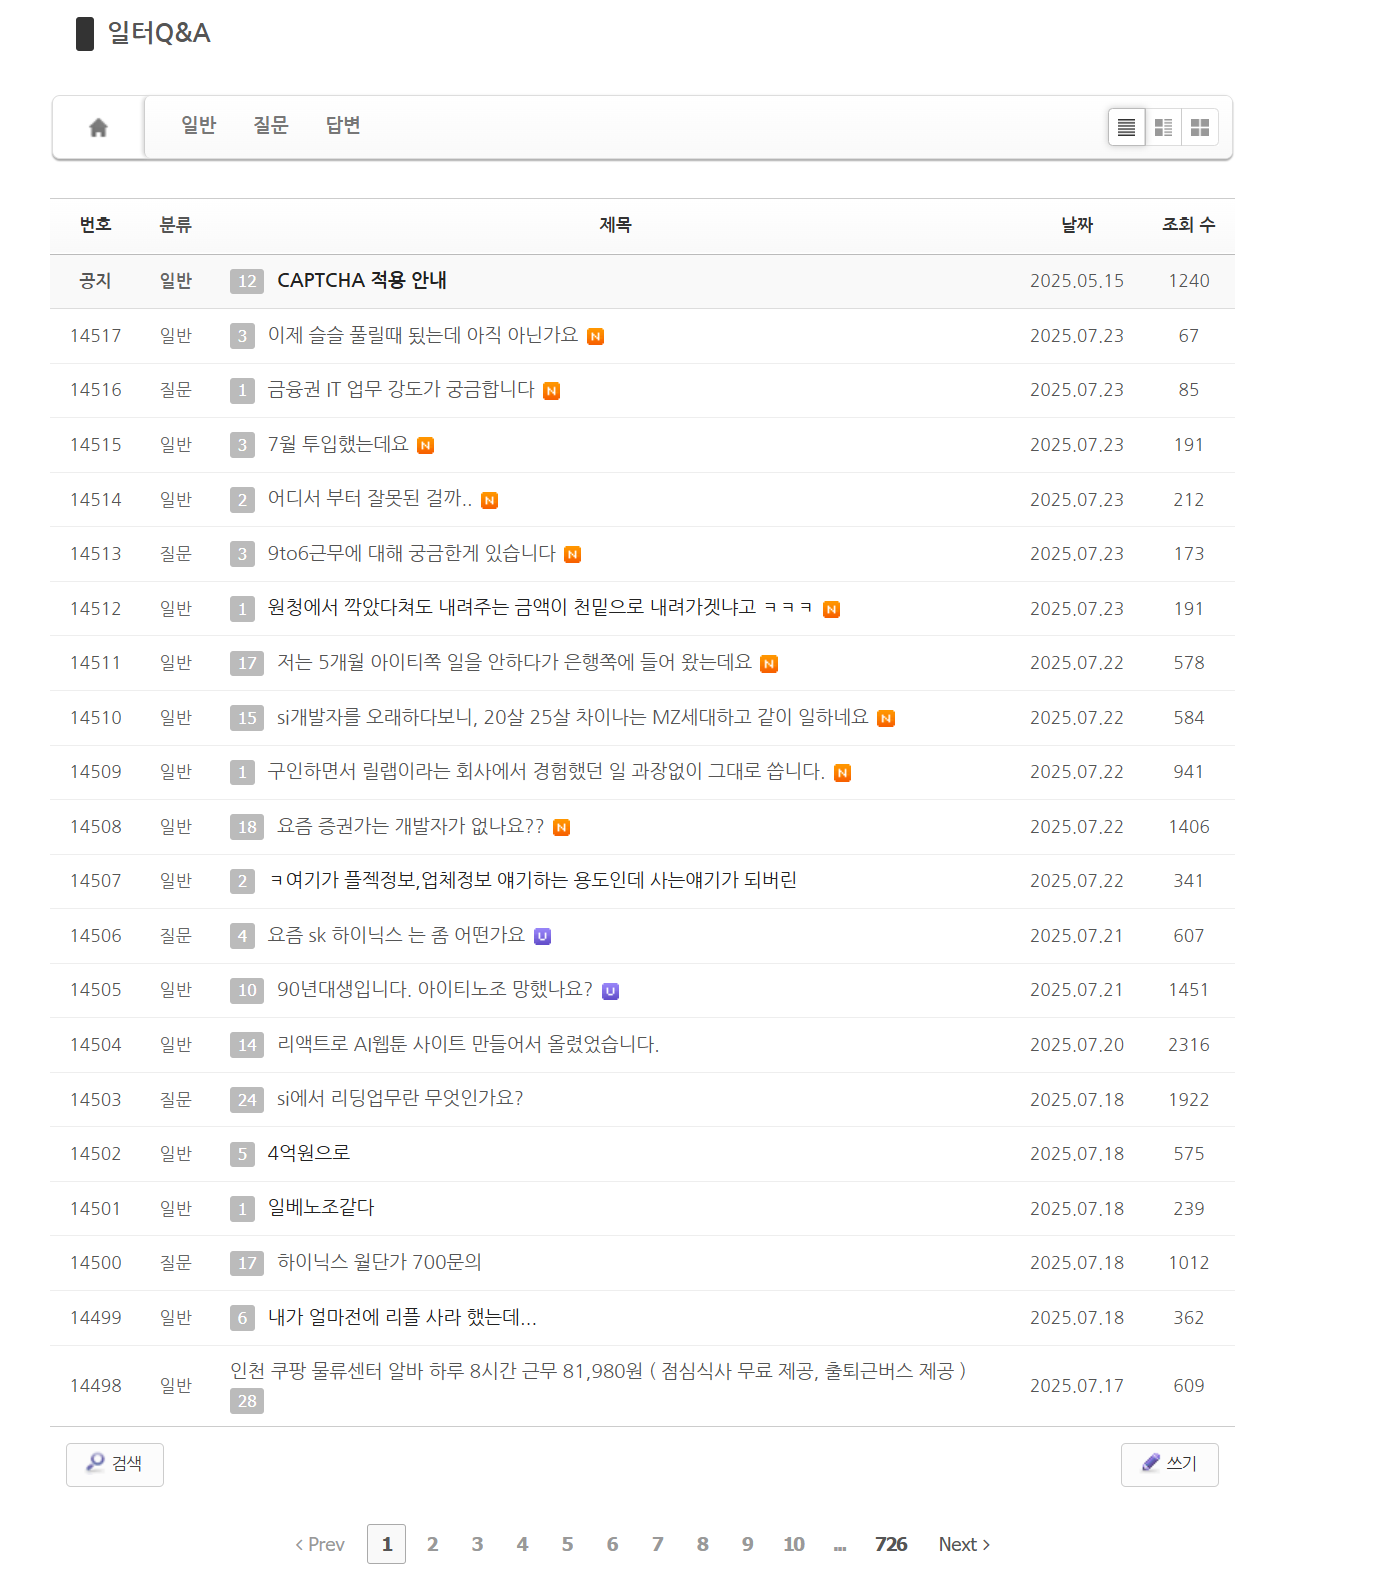 일터Q&A
일반 질문 답변
번호 분류 제목 날짜 조회 수
공지 일반 12 CAPTCHA 적용 안내 2025.05.15 1240
14517 일반 3 이제 슬슬 풀릴때 됬는데 아직 아닌가요 N 2025.07.23 67
14516 질문 1 금융권 IT 업무 강도가 궁금합니다 N 2025.07.23 85
14515 일반 3 7월 투입했는데요 N 2025.07.23 191
14514 일반 2 어디서 부터 잘못된 걸까.. N 2025.07.23 212
14513 질문 3 9to6근무에 대해 궁금한게 있습니다 N 2025.07.23 173
14512 일반 1 원청에서 깍았다쳐도 내려주는 금액이 천밑으로 내려가겟냐고 ㅋㅋㅋ N 2025.07.23 191
14511 일반 17 저는 5개월 아이티쪽 일을 안하다가 은행쪽에 들어 왔는데요 N 2025.07.22 578
14510 일반 15 si개발자를 오래하다보니, 20살 25살 차이나는 MZ세대하고 같이 일하네요 N 2025.07.22 584
14509 일반 1 구인하면서 릴랩이라는 회사에서 경험했던 일 과장없이 그대로 씁니다. N 2025.07.22 941
14508 일반 18 요즘 증권가는 개발자가 없나요?? N 2025.07.22 1406
14507 일반 2 ㅋ여기가 플젝정보,업체정보 얘기하는 용도인데 사는얘기가 되버린 2025.07.22 341
14506 질문 4 요즘 sk 하이닉스 는 좀 어떤가요 U 2025.07.21 607
14505 일반 10 90년대생입니다. 아이티노조 망했나요? U 2025.07.21 1451
14504 일반 14 리액트로 AI웹툰 사이트 만들어서 올렸었습니다. 2025.07.20 2316
14503 질문 24 si에서 리딩업무란 무엇인가요? 2025.07.18 1922
14502 일반 5 4억원으로 2025.07.18 575
14501 일반 1 일베노조같다 2025.07.18 239
14500 질문 17 하이닉스 월단가 700문의 2025.07.18 1012
14499 일반 6 내가 얼마전에 리플 사라 했는데... 2025.07.18 362
14498 일반 인천 쿠팡 물류센터 알바 하루 8시간 근무 81,980원 ( 점심식사 무료 제공, 출퇴근버스 제공 ) 2025.07.17 609
28
검색 쓰기
‹ Prev 1 2 3 4 5 6 7 8 9 10 ... 726 Next ›